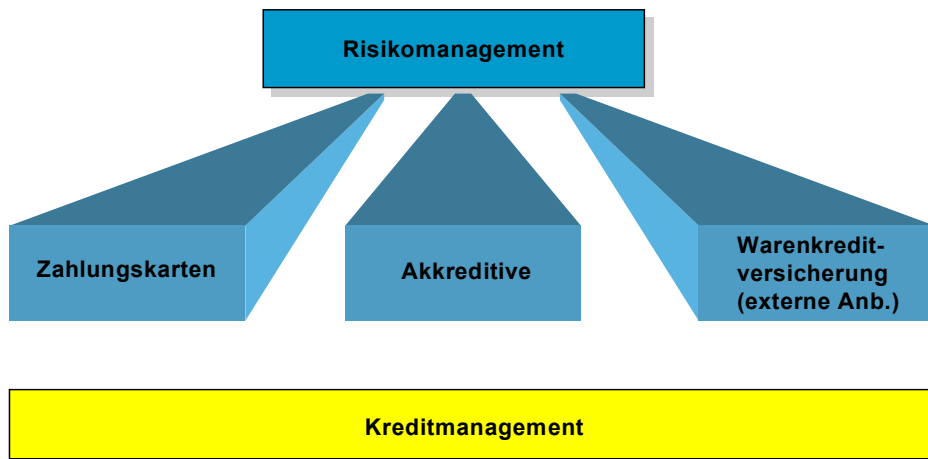 Risikomanagement
Zahlungskarten
Akkreditive
Warenkredit-
versicherung
(externe Anb.)
Kreditmanagement